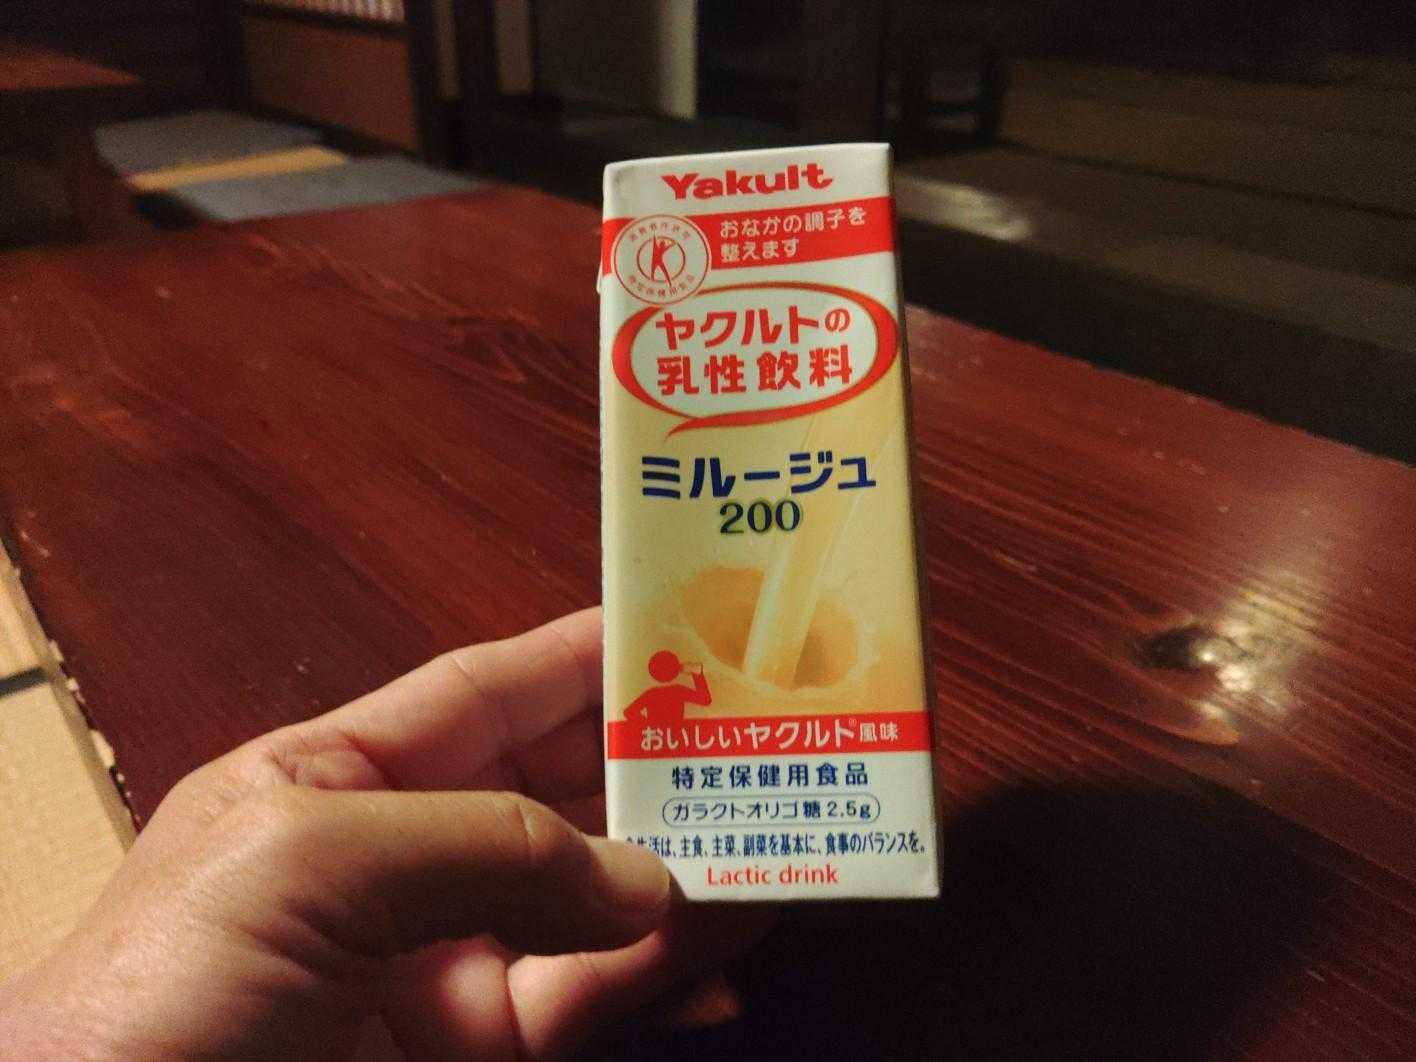 Yakult
おなかの調子を
整えます
ヤクルトの
乳性飲料
ミルージュ
200
おいしいヤクルト®風味
特定保健用食品
ガラクトオリゴ糖 2.5g
生活は、主食、主菜、副菜を基本に、食事のバランスを。
Lactic drink